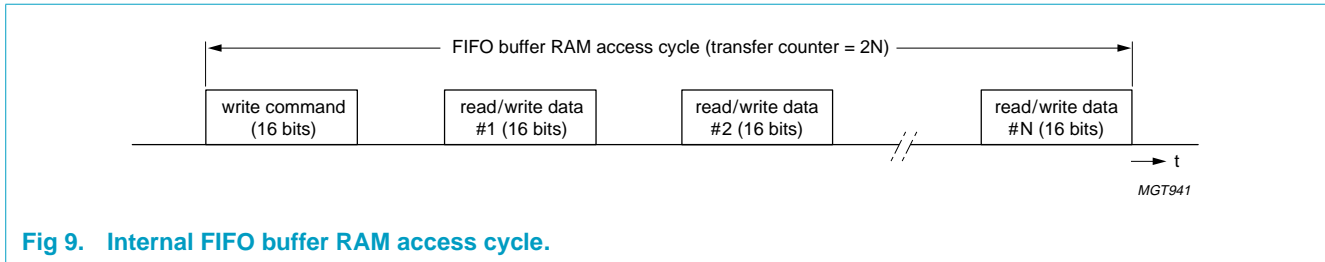 FIFO buffer RAM access cycle (transfer counter = 2N)
write command
(16 bits)
read/write data
#1 (16 bits)
read/write data
#2 (16 bits)
read/write data
#N (16 bits)
t
MGT941
Fig 9. Internal FIFO buffer RAM access cycle.